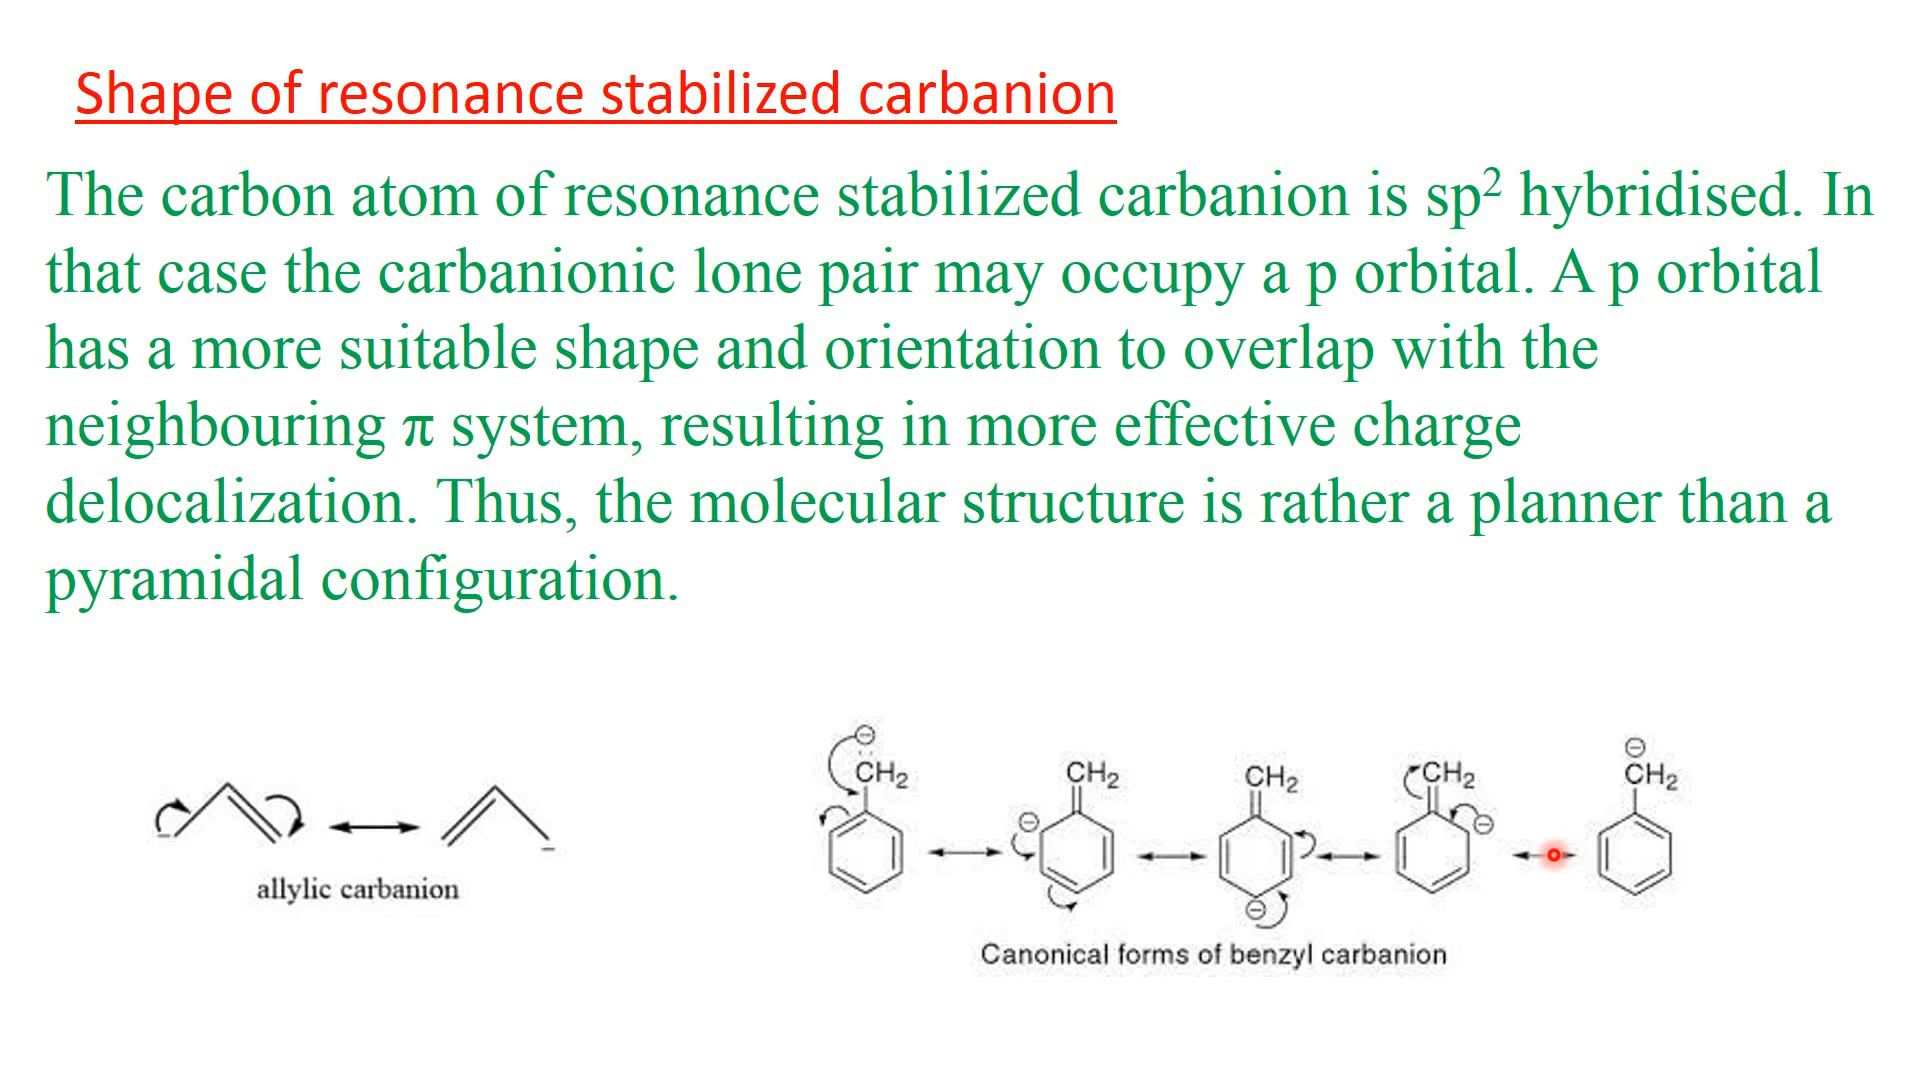 Shape of resonance stabilized carbanion
The carbon atom of resonance stabilized carbanion is sp² hybridised. In
that case the carbanionic lone pair may occupy a p orbital. A p orbital
has a more suitable shape and orientation to overlap with the
neighbouring π system, resulting in more effective charge
delocalization. Thus, the molecular structure is rather a planner than a
pyramidal configuration.
CH₂ CH₂ CH₂ CH₂ CH₂
allylic carbanion
Canonical forms of benzyl carbanion